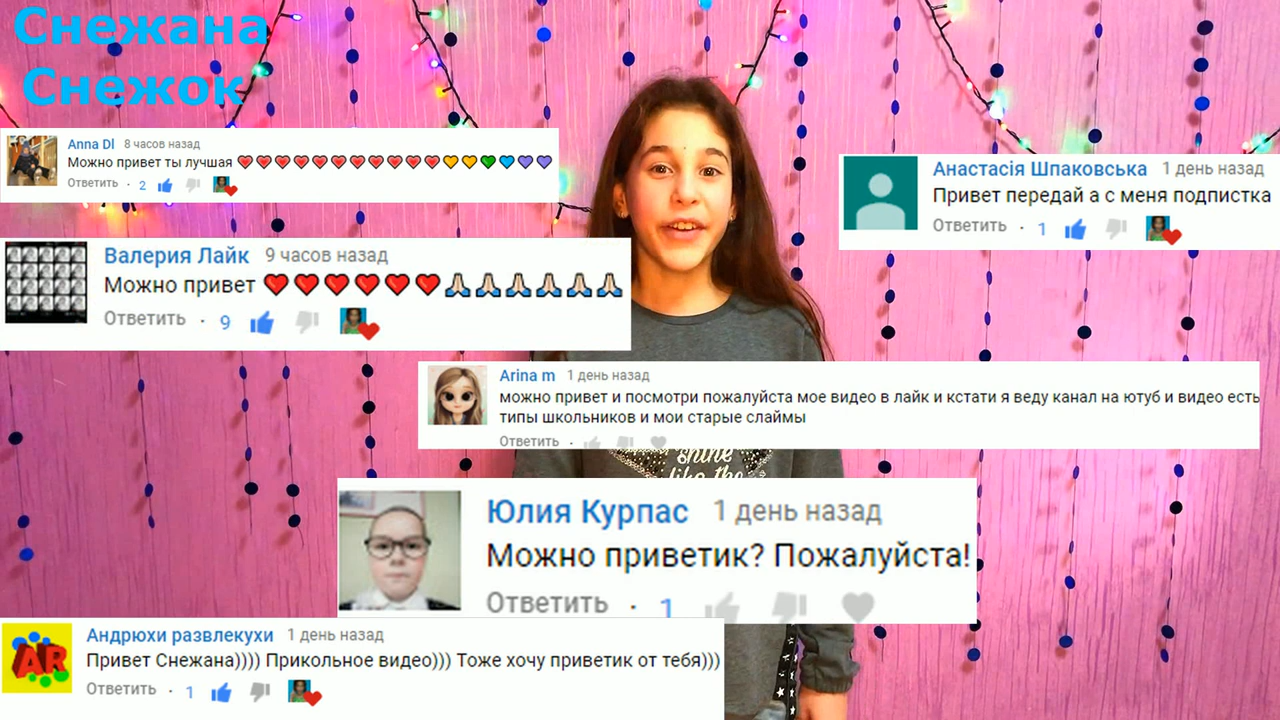 Снежана
Снежок
Anna Dl 8 часов назад
Можно привет ты лучшая ❤❤❤❤❤❤❤❤❤❤❤💛💛💚💙💜💜
Ответить · 2
Анастасія Шпаковська 1 день назад
Привет передай а с меня подпистка
Ответить · 1
Валерия Лайк 9 часов назад
Можно привет ❤❤❤❤❤❤🙏🙏🙏🙏🙏🙏
Ответить · 9
Arina m 1 день назад
можно привет и посмотри пожалуйста мое видео в лайк и кстати я веду канал на ютуб и видео есть
типы школьников и мои старые слаймы
Ответить ·
shine
like the
Юлия Курпас 1 день назад
Можно приветик? Пожалуйста!
Ответить · 1
Андрюхи развлекухи 1 день назад
Привет Снежана)))) Прикольное видео))) Тоже хочу приветик от тебя)))
Ответить · 1
AR